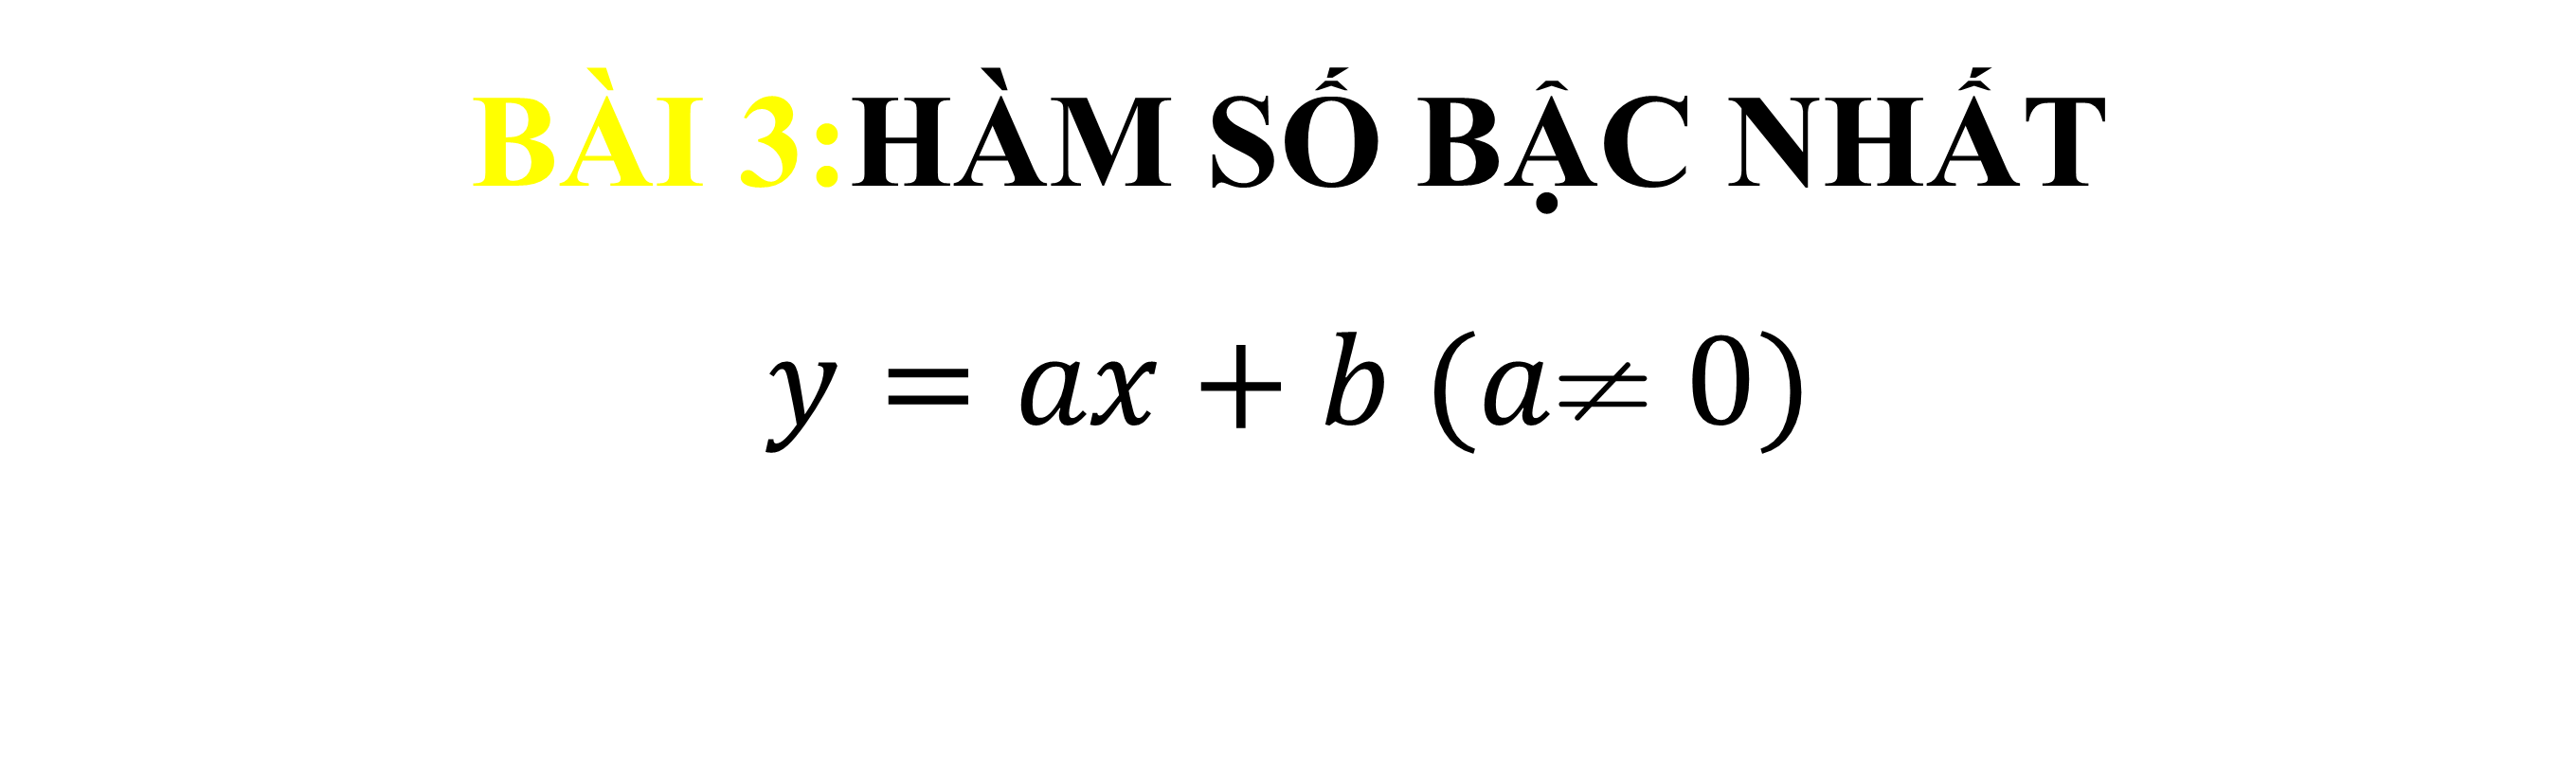 BÀI 3:HÀM SỐ BẬC NHẤT
y = ax + b (a≠ 0)